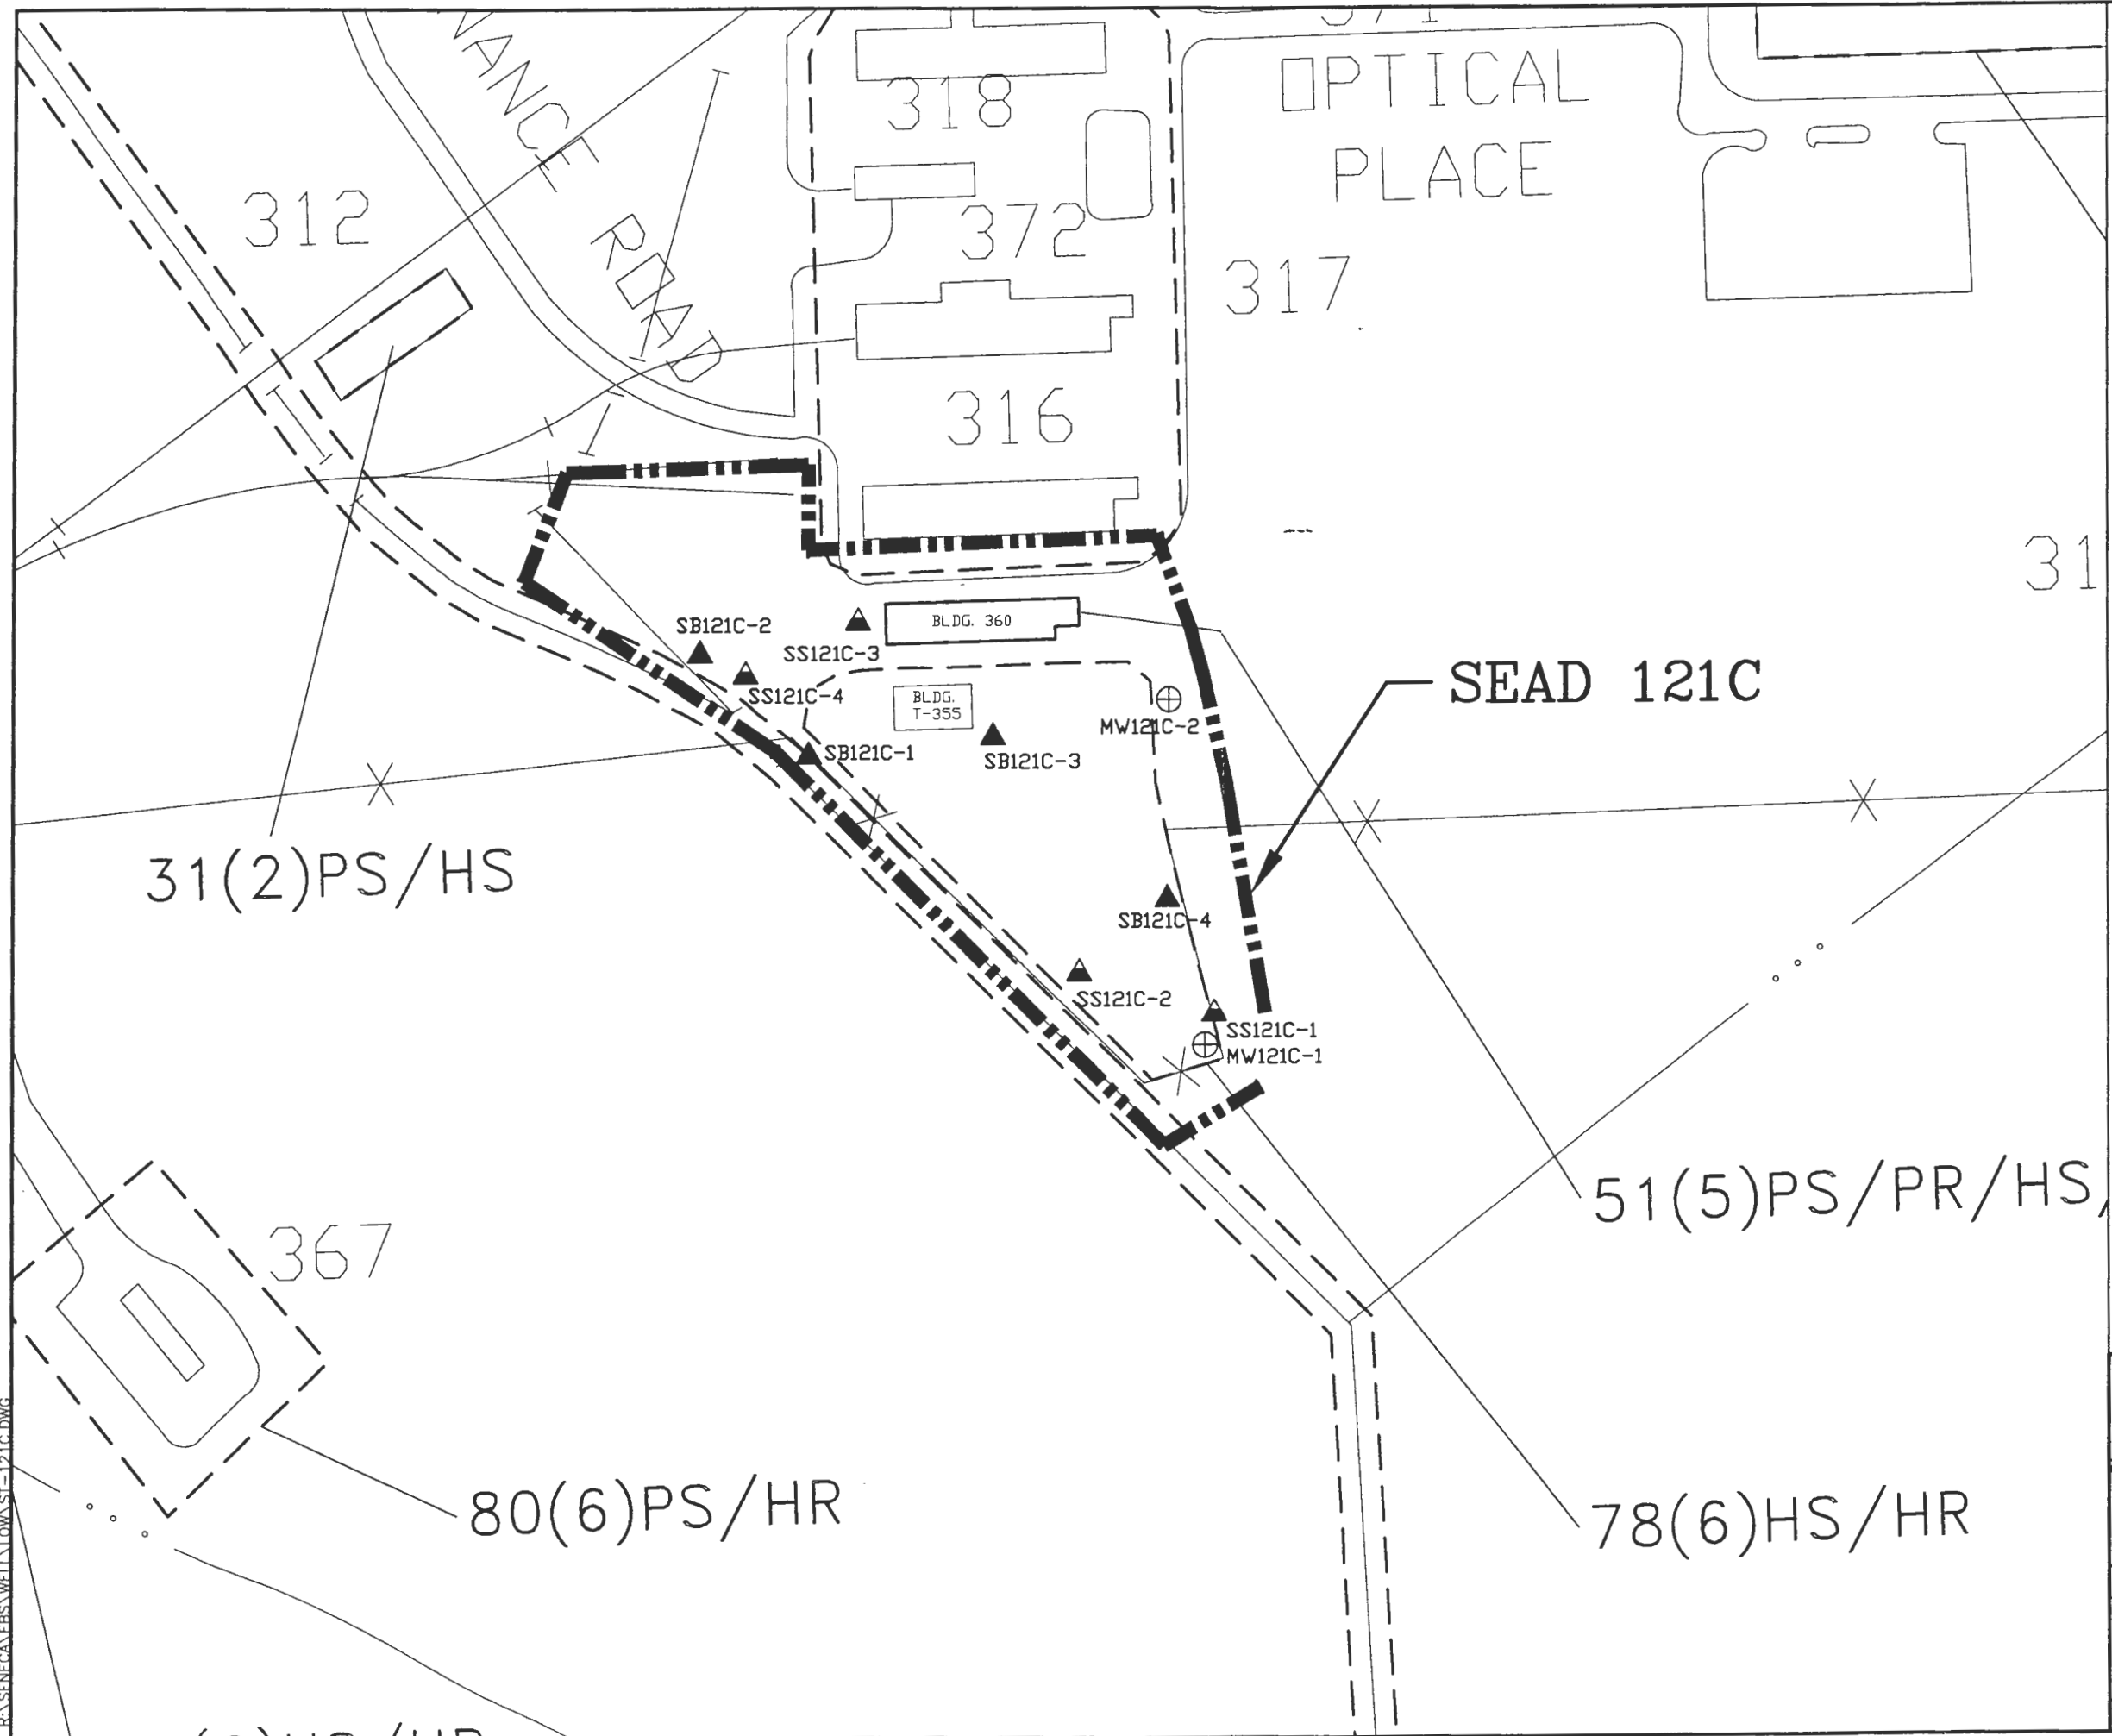 318
OPTICAL
PLACE
312
ROAD
372
317
316
31
BLDG. 360
SB121C-2
SS121C-3
SS121C-4
BLDG.
T-355
MW121C-2
SEAD 121C
SB121C-1
SB121C-3
31(2)PS/HS
SB121C-4
SS121C-2
SS121C-1
MW121C-1
51(5)PS/PR/HS
367
80(6)PS/HR
78(6)HS/HR